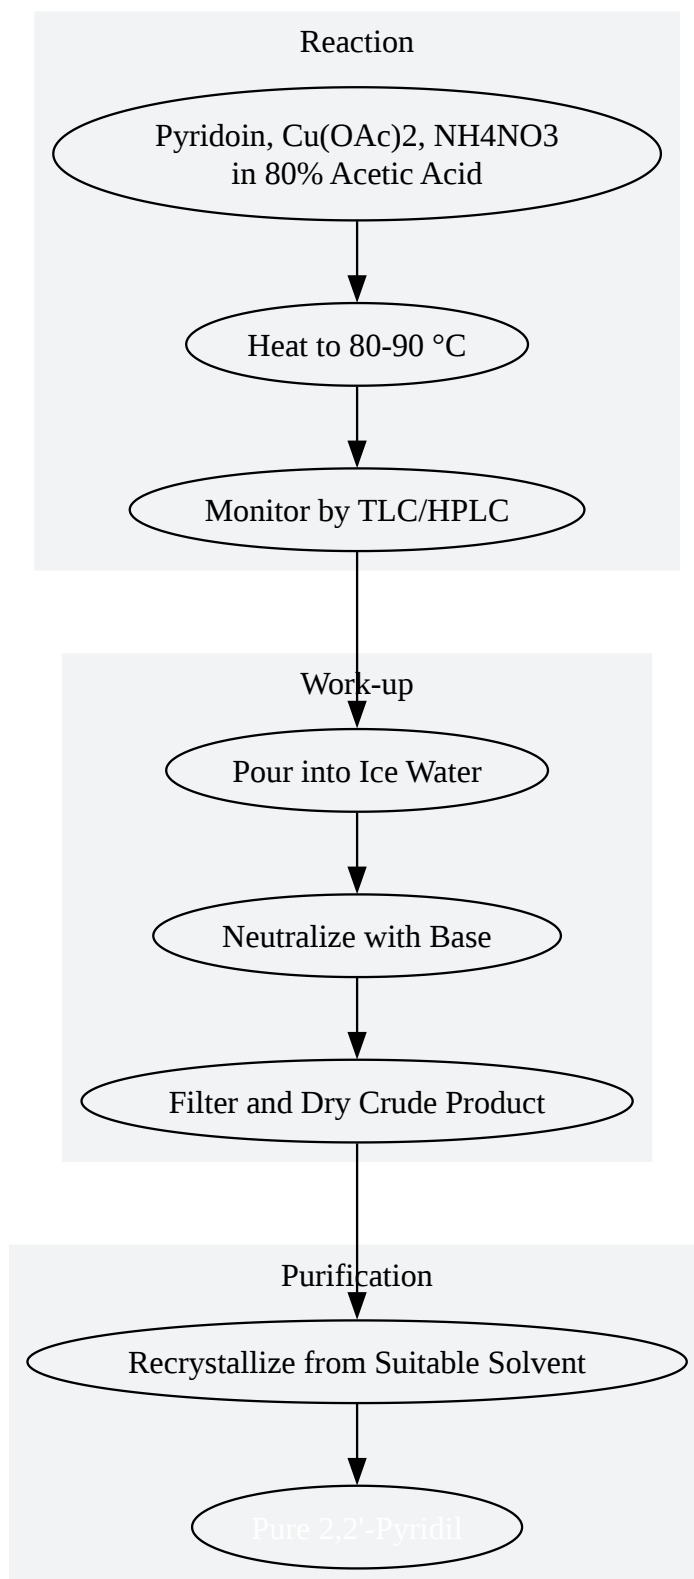 Reaction
Pyridoin, Cu(OAc)2, NH4NO3
in 80% Acetic Acid
Heat to 80-90 °C
Monitor by TLC/HPLC
Work-up
Pour into Ice Water
Neutralize with Base
Filter and Dry Crude Product
Purification
Recrystallize from Suitable Solvent
Pure 2,2'-Pyridil